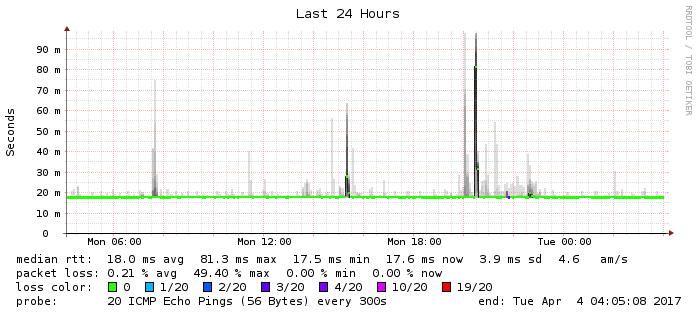 Last 24 Hours
RRDTOOL / TOBI OETIKER
Seconds
90 m
80 m
70 m
60 m
50 m
40 m
30 m
20 m
10 m
0
Mon 06:00 Mon 12:00 Mon 18:00 Tue 00:00
median rtt: 18.0 ms avg 81.3 ms max 17.5 ms min 17.6 ms now 3.9 ms sd 4.6 am/s
packet loss: 0.21 % avg 49.40 % max 0.00 % min 0.00 % now
loss color: 0 1/20 2/20 3/20 4/20 10/20 19/20
probe: 20 ICMP Echo Pings (56 Bytes) every 300s end: Tue Apr 4 04:05:08 2017